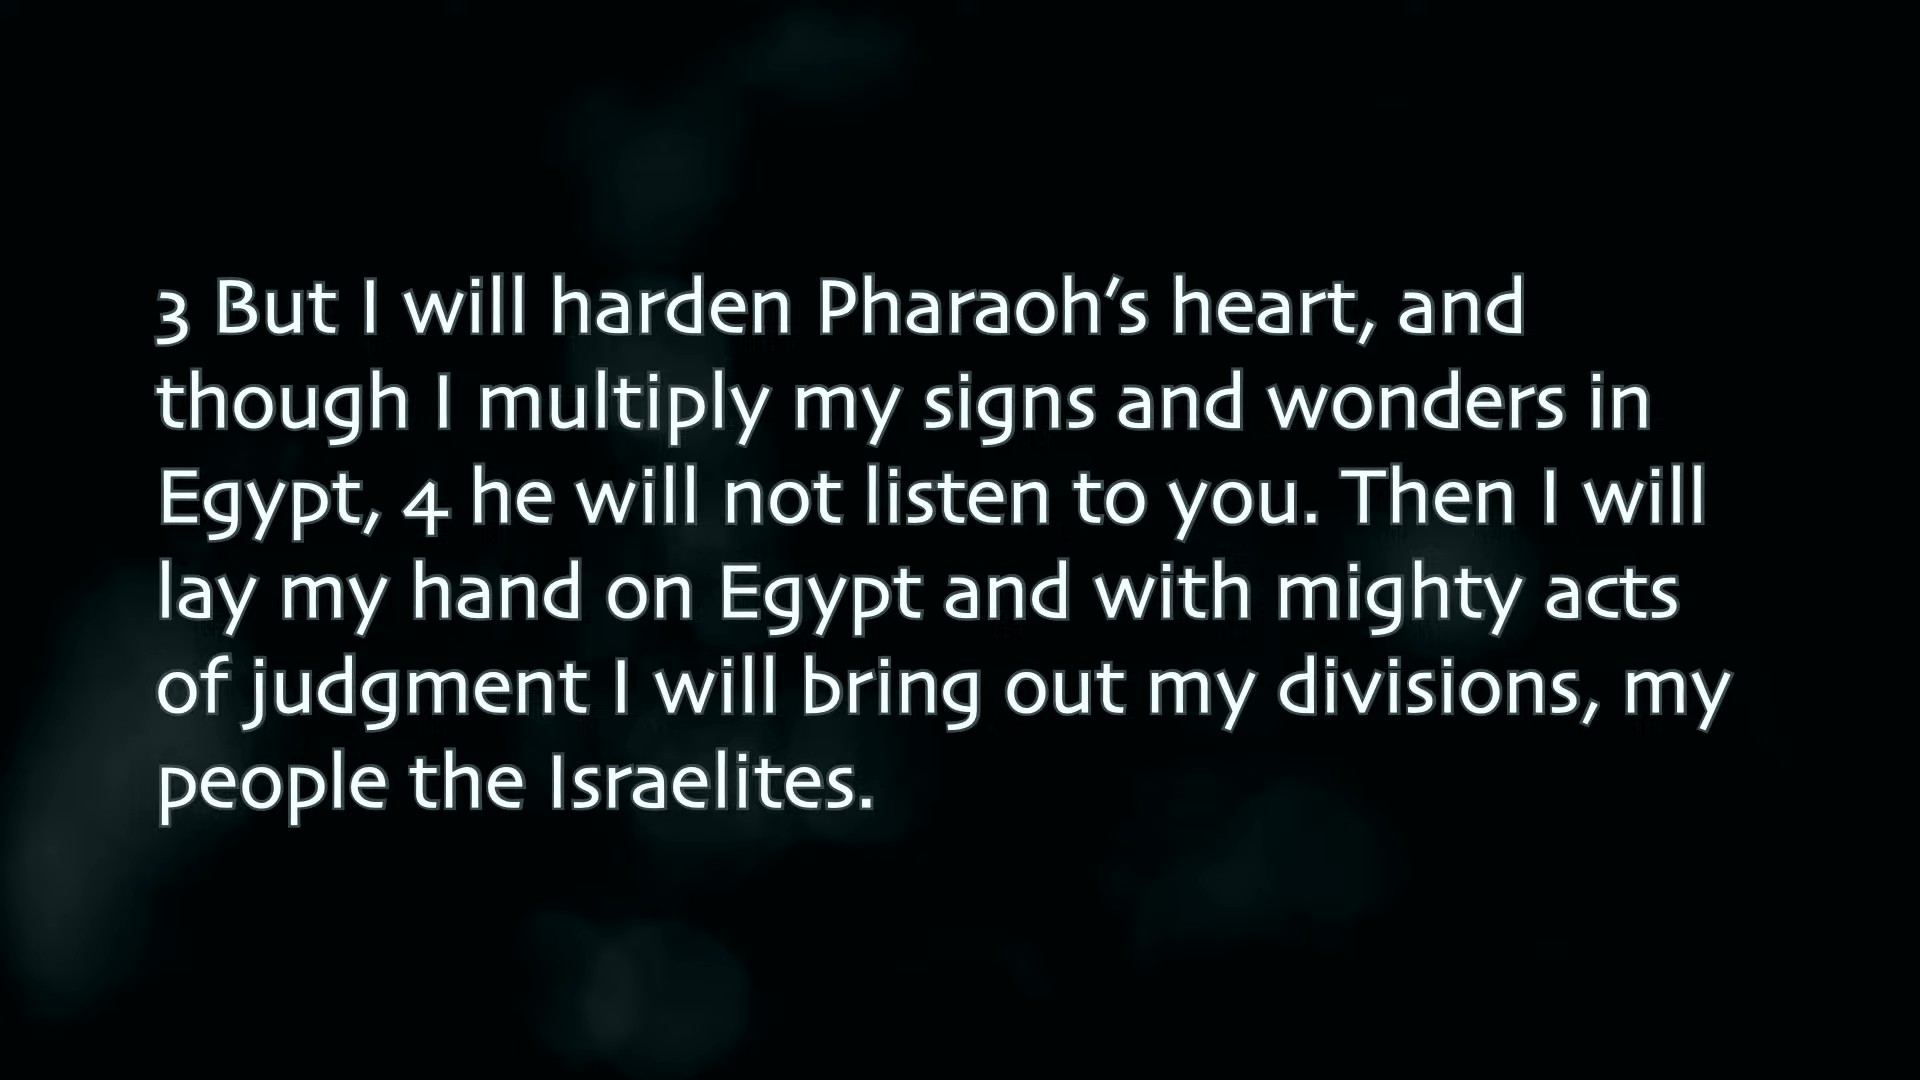 3 But I will harden Pharaoh’s heart, and
though I multiply my signs and wonders in
Egypt, 4 he will not listen to you. Then I will
lay my hand on Egypt and with mighty acts
of judgment I will bring out my divisions, my
people the Israelites.